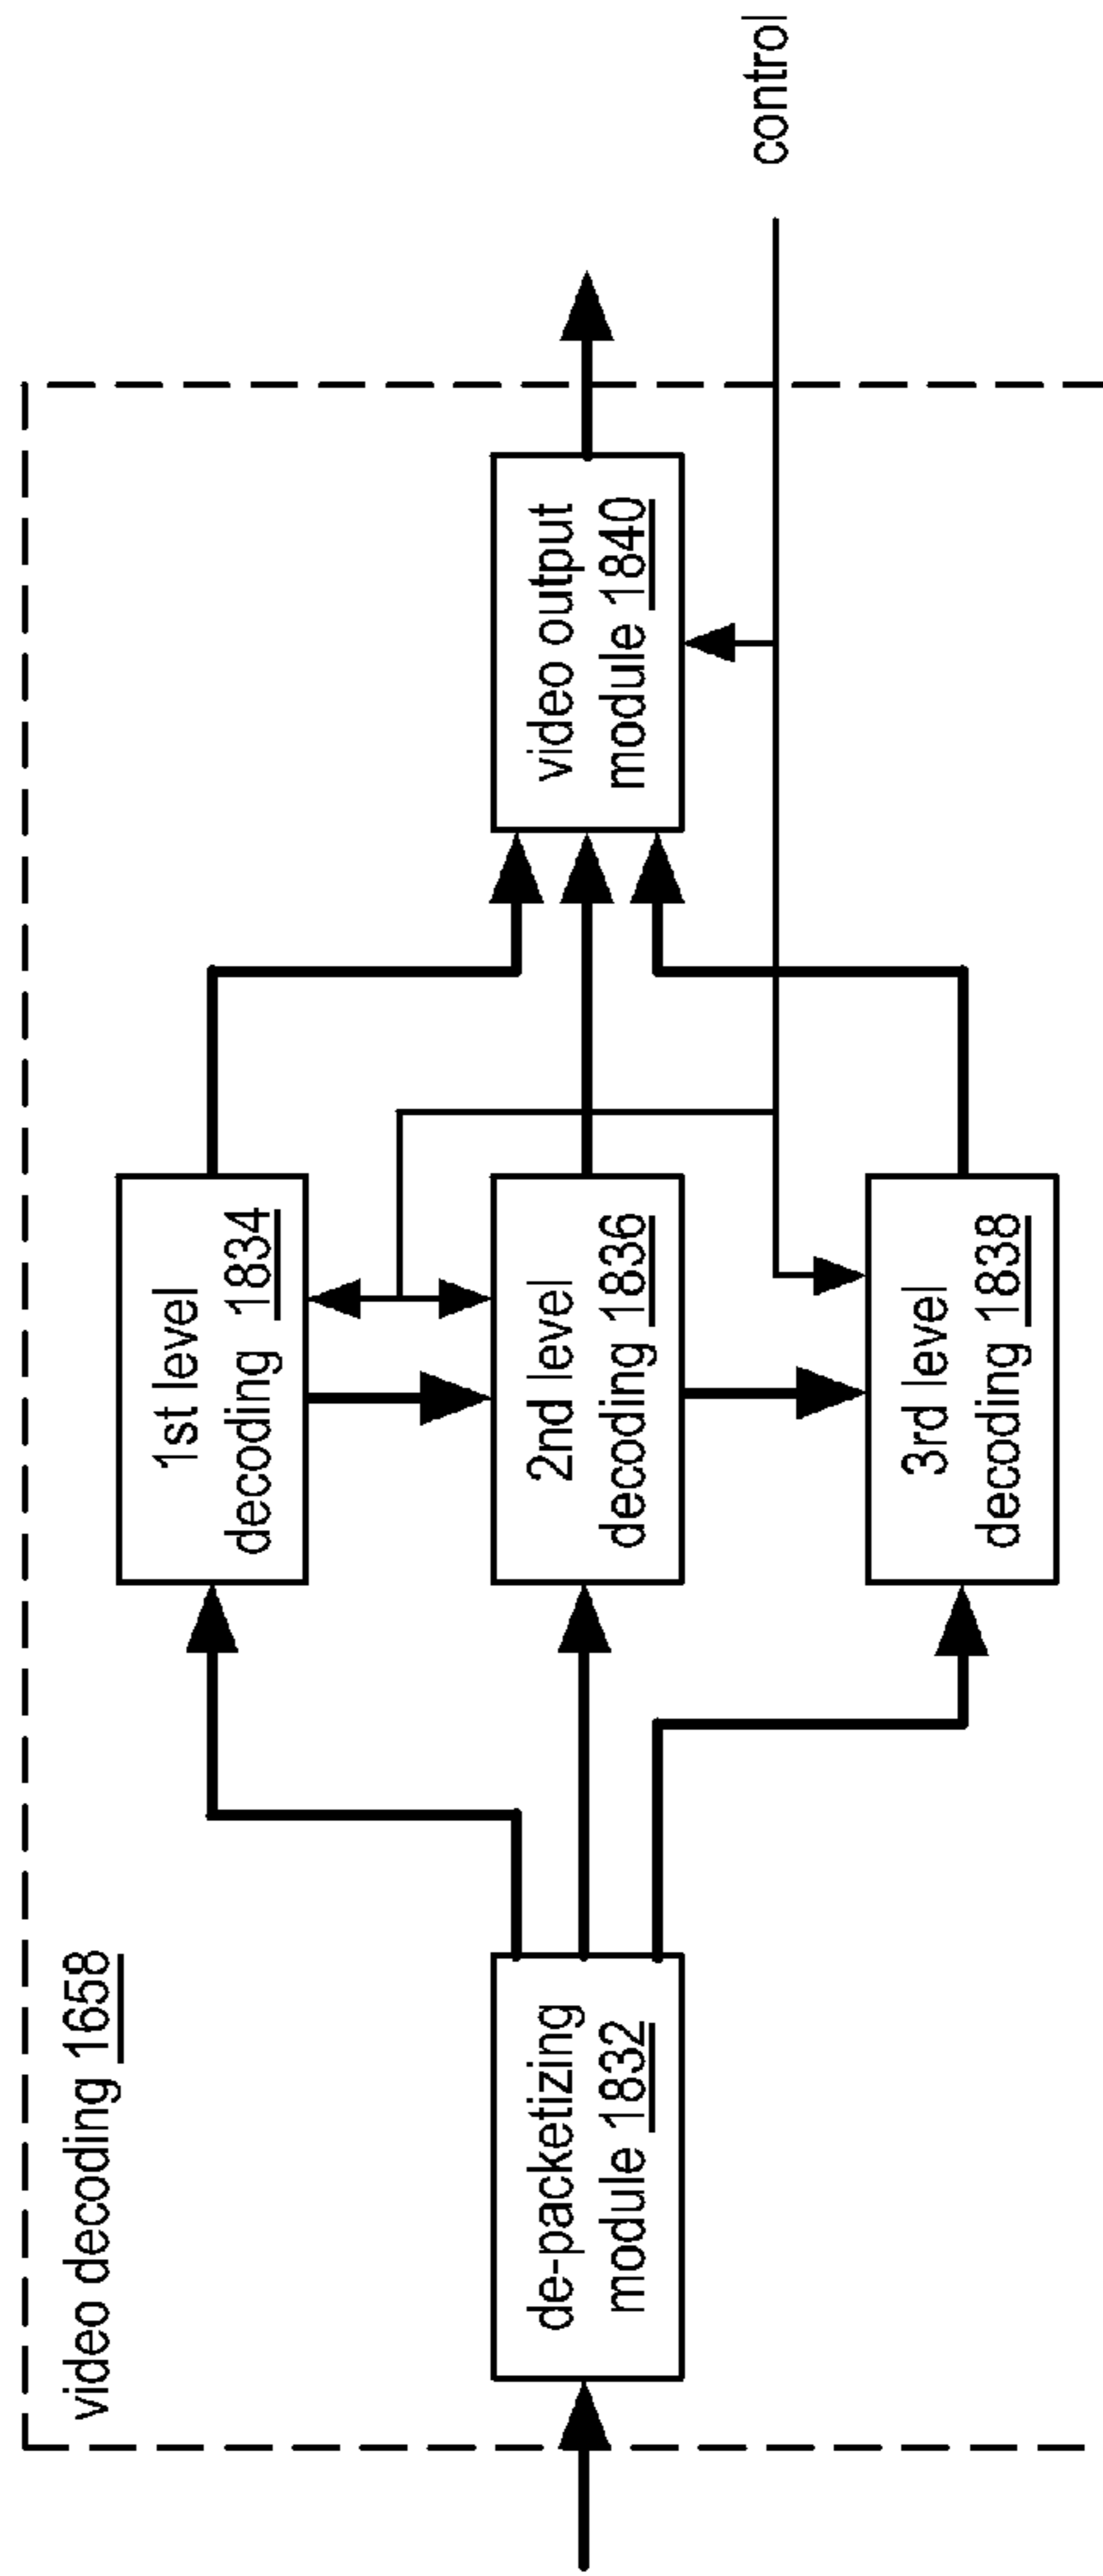 video decoding 1658
de-packetizing
module 1832
1st level
decoding 1834
2nd level
decoding 1836
3rd level
decoding 1838
video output
module 1840
control